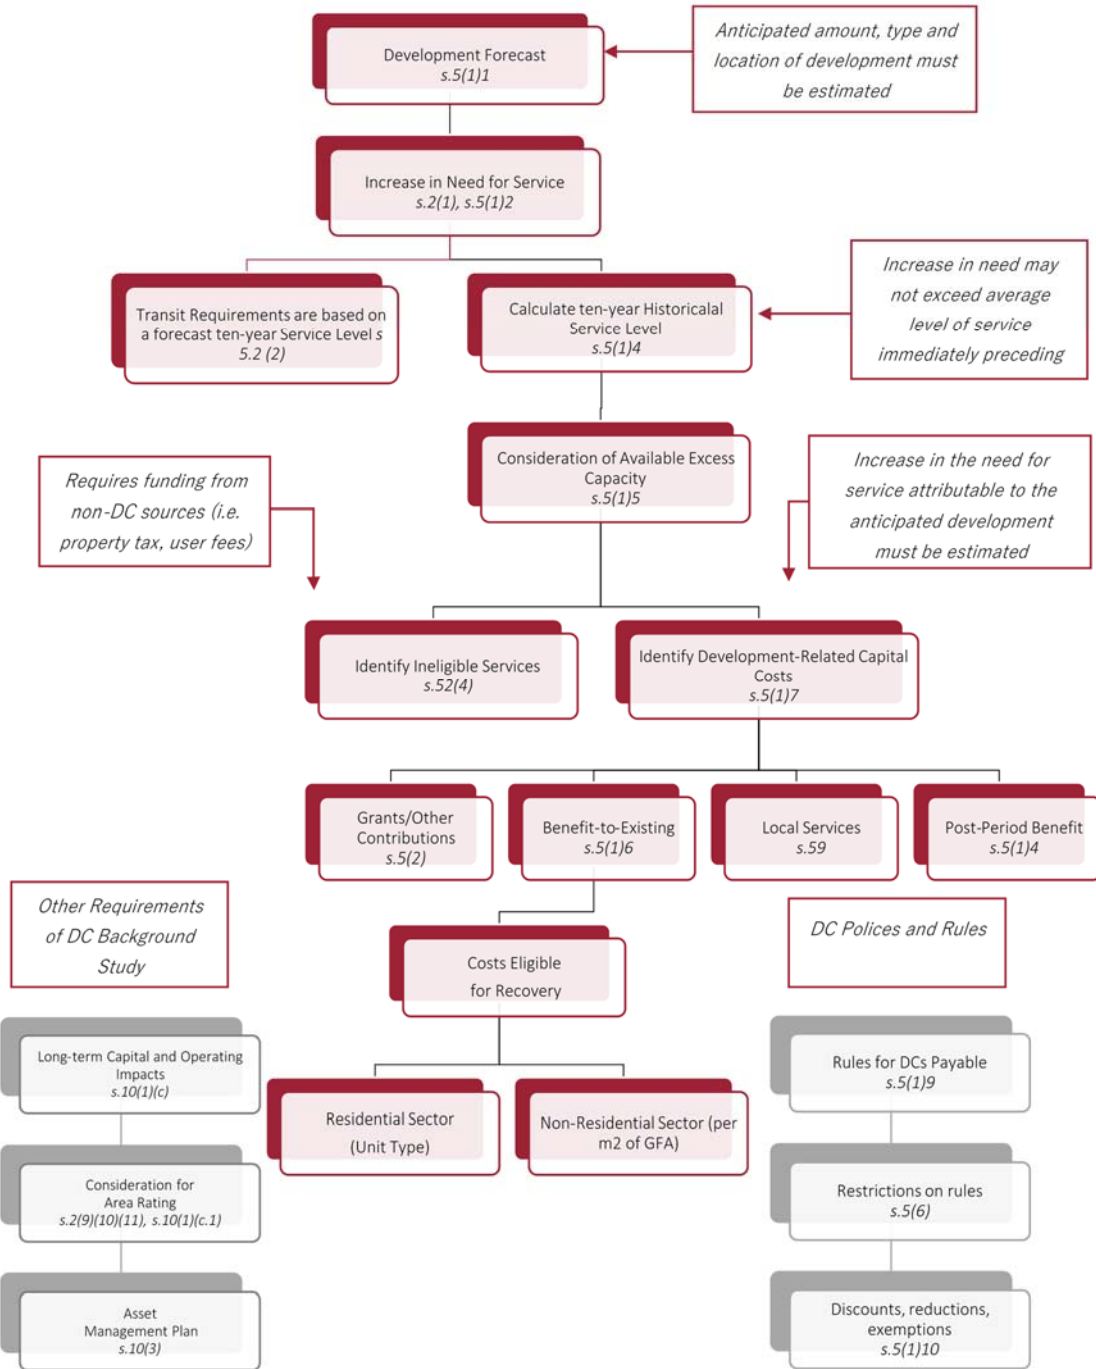 Development Forecast
s.5(1)1
Anticipated amount, type and
location of development must
be estimated
Increase in Need for Service
s.2(1), s.5(1)2
Transit Requirements are based on
a forecast ten-year Service Level s
5.2 (2)
Calculate ten-year Historicalal
Service Level
s.5(1)4
Increase in need may
not exceed average
level of service
immediately preceding
Consideration of Available Excess
Capacity
s.5(1)5
Requires funding from
non-DC sources (i.e.
property tax, user fees)
Increase in the need for
service attributable to the
anticipated development
must be estimated
Identify Ineligible Services
s.52(4)
Identify Development-Related Capital
Costs
s.5(1)7
Grants/Other
Contributions
s.5(2)
Benefit-to-Existing
s.5(1)6
Local Services
s.59
Post-Period Benefit
s.5(1)4
Other Requirements
of DC Background
Study
DC Polices and Rules
Costs Eligible
for Recovery
Long-term Capital and Operating
Impacts
s.10(1)(c)
Rules for DCs Payable
s.5(1)9
Residential Sector
(Unit Type)
Non-Residential Sector (per
m2 of GFA)
Consideration for
Area Rating
s.2(9)(10)(11), s.10(1)(c.1)
Restrictions on rules
s.5(6)
Asset
Management Plan
s.10(3)
Discounts, reductions,
exemptions
s.5(1)10